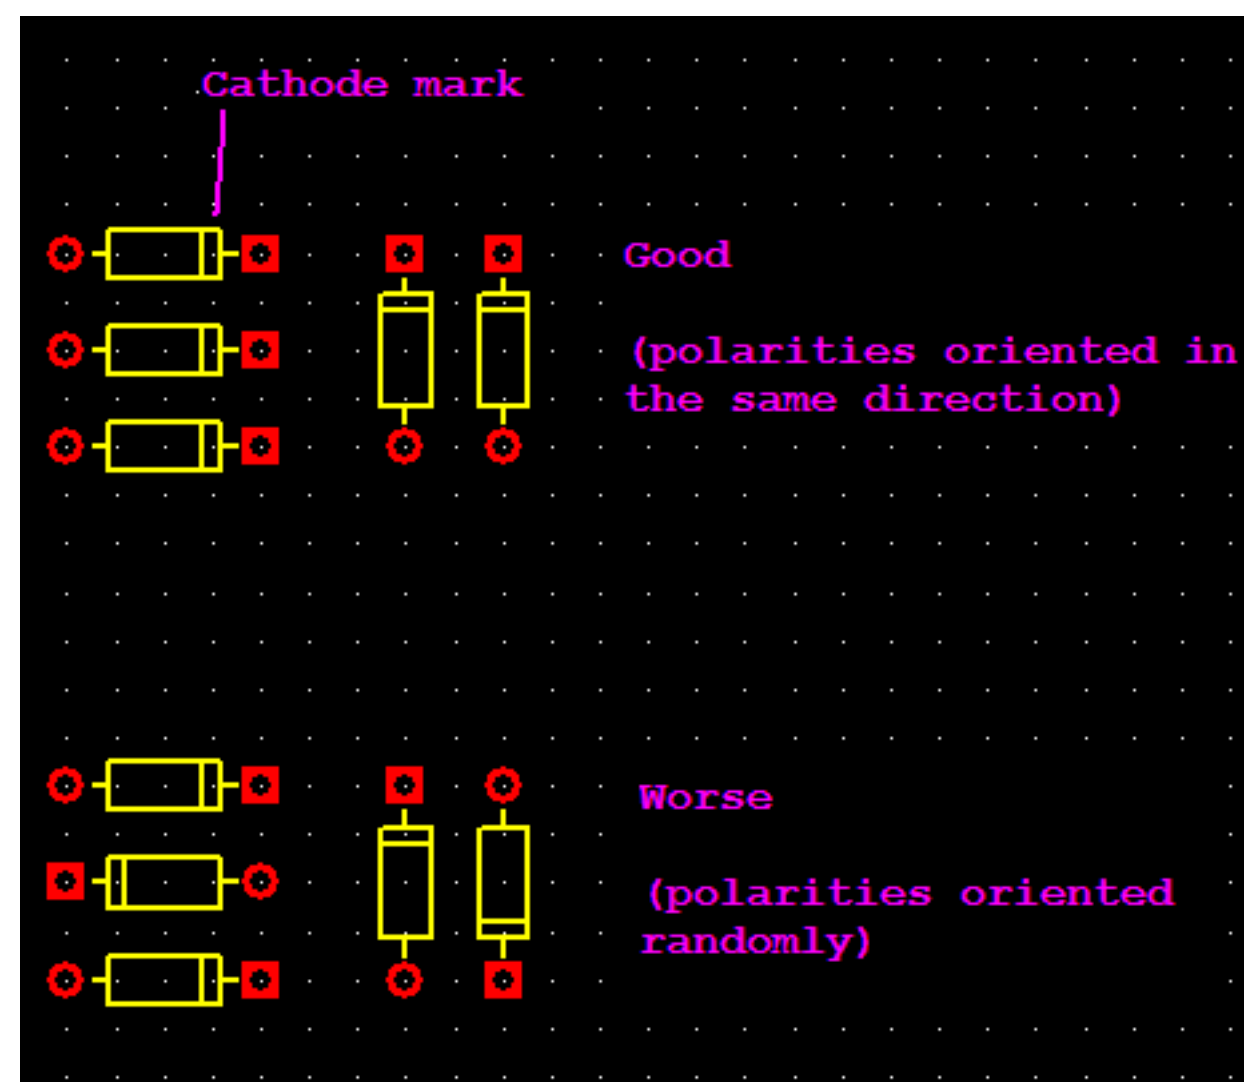 Cathode mark
Good
(polarities oriented in
the same direction)
Worse
(polarities oriented
randomly)